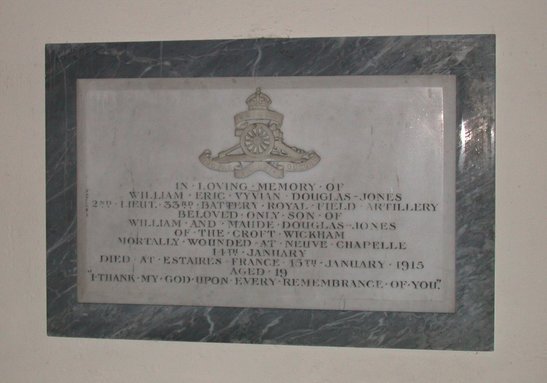 IN · LOVING · MEMORY · OF
WILLIAM · ERIC · VYVIAN · DOUGLAS-JONES
2ND · LIEUT · 33RD · BATTERY · ROYAL · FIELD · ARTILLERY
BELOVED · ONLY · SON · OF
WILLIAM · AND · MAUDE · DOUGLAS-JONES
OF · THE · CROFT · WICKHAM
MORTALLY · WOUNDED · AT · NEUVE · CHAPELLE
14TH · JANUARY
DIED · AT · ESTAIRES · FRANCE · 15TH · JANUARY · 1915
AGED · 19
"I · THANK · MY · GOD · UPON · EVERY · REMEMBRANCE · OF · YOU."